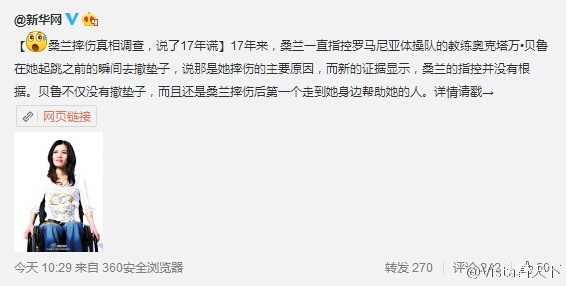 @新华网
【桑兰摔伤真相调查，说了17年谎】17年来，桑兰一直指控罗马尼亚体操队的教练奥克塔万•贝鲁
在她起跳之前的瞬间去撤垫子，说那是她摔伤的主要原因，而新的证据显示，桑兰的指控并没有根
据。贝鲁不仅没有撤垫子，而且还是桑兰摔伤后第一个走到她身边帮助她的人。详情请戳→
网页链接
今天 10:29 来自 360安全浏览器
转发 270 评论 242
@Vista看天下